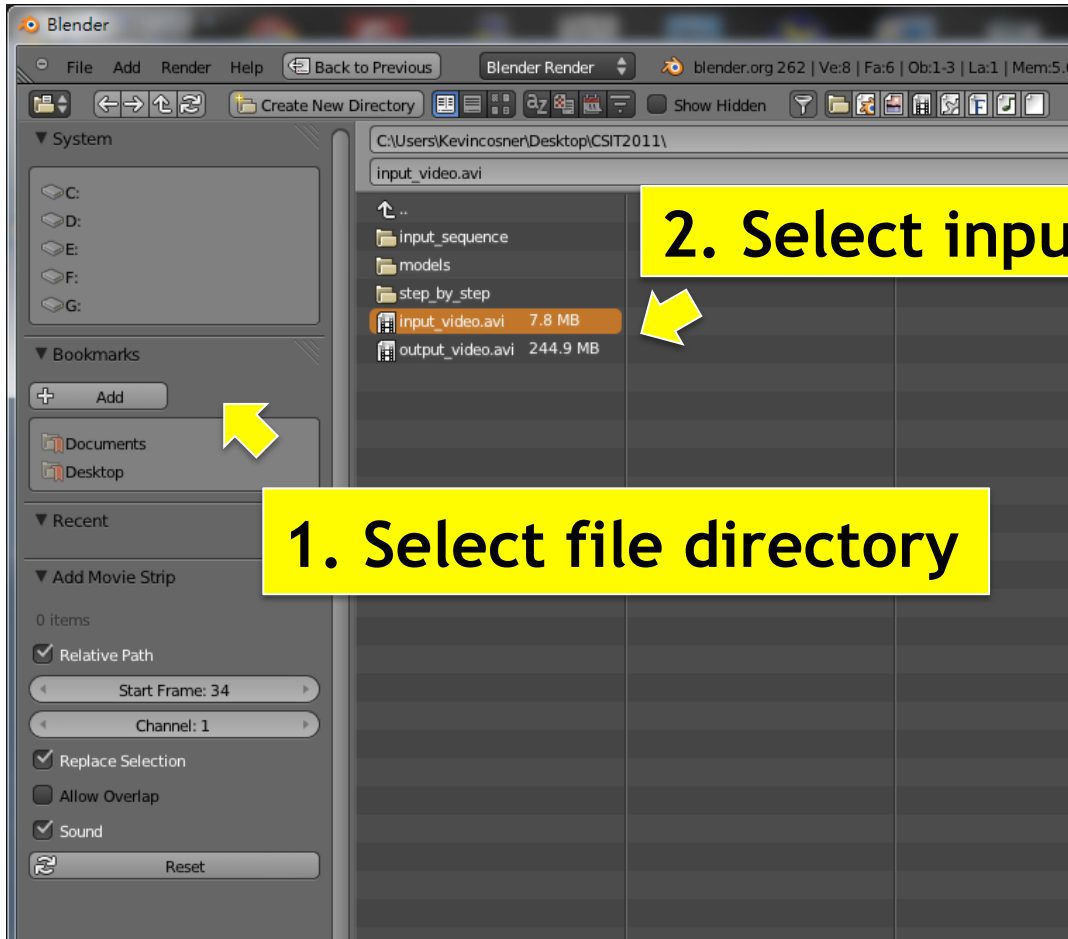 Blender
File Add Render Help Back to Previous Blender Render blender.org 262 | Ve:8 | Fa:6 | Ob:1-3 | La:1 | Mem:5.
Create New Directory Show Hidden
System
C:\Users\Kevincosner\Desktop\CSIT2011\
input_video.avi
C:
D:
E:
F:
G:
..
input_sequence
models
step_by_step
input_video.avi 7.8 MB
output_video.avi 244.9 MB
2. Select inpu
Bookmarks
Add
Documents
Desktop
1. Select file directory
Recent
Add Movie Strip
0 items
Relative Path
Start Frame: 34
Channel: 1
Replace Selection
Allow Overlap
Sound
Reset